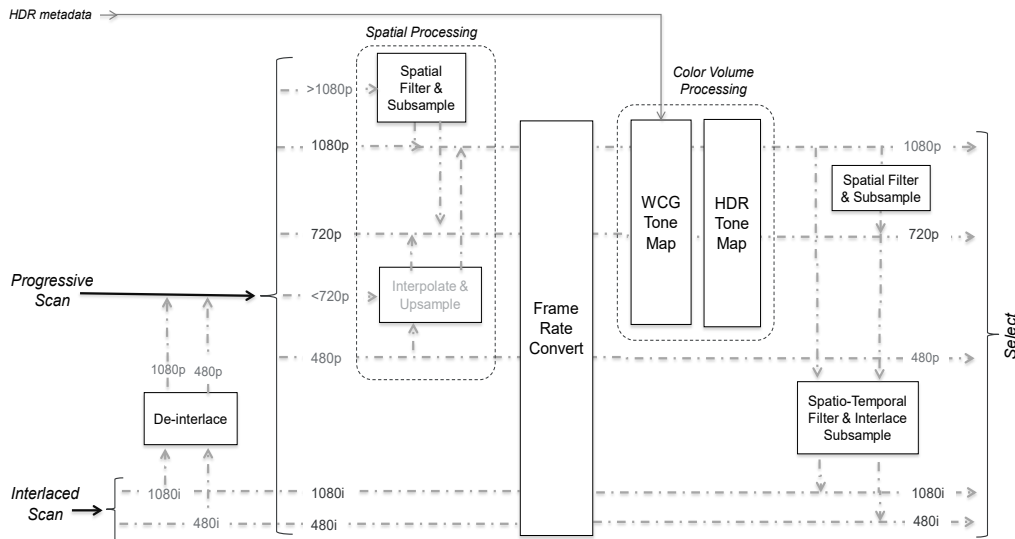 HDR metadata
Spatial Processing
Spatial
Filter &
Subsample
Color Volume
Processing
>1080p
1080p
1080p
WCG
Tone
Map
HDR
Tone
Map
Spatial Filter
& Subsample
720p
720p
Progressive
Scan
<720p
Interpolate &
Upsample
Frame
Rate
Convert
Select
480p
480p
1080p
480p
De-interlace
Spatio-Temporal
Filter & Interlace
Subsample
Interlaced
Scan
1080i
1080i
1080i
480i
480i
480i